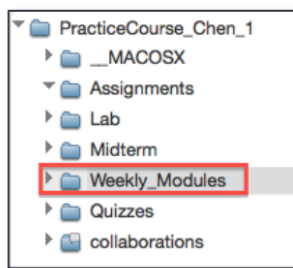 PracticeCourse_Chen_1
__MACOSX
Assignments
Lab
Midterm
Weekly_Modules
Quizzes
collaborations